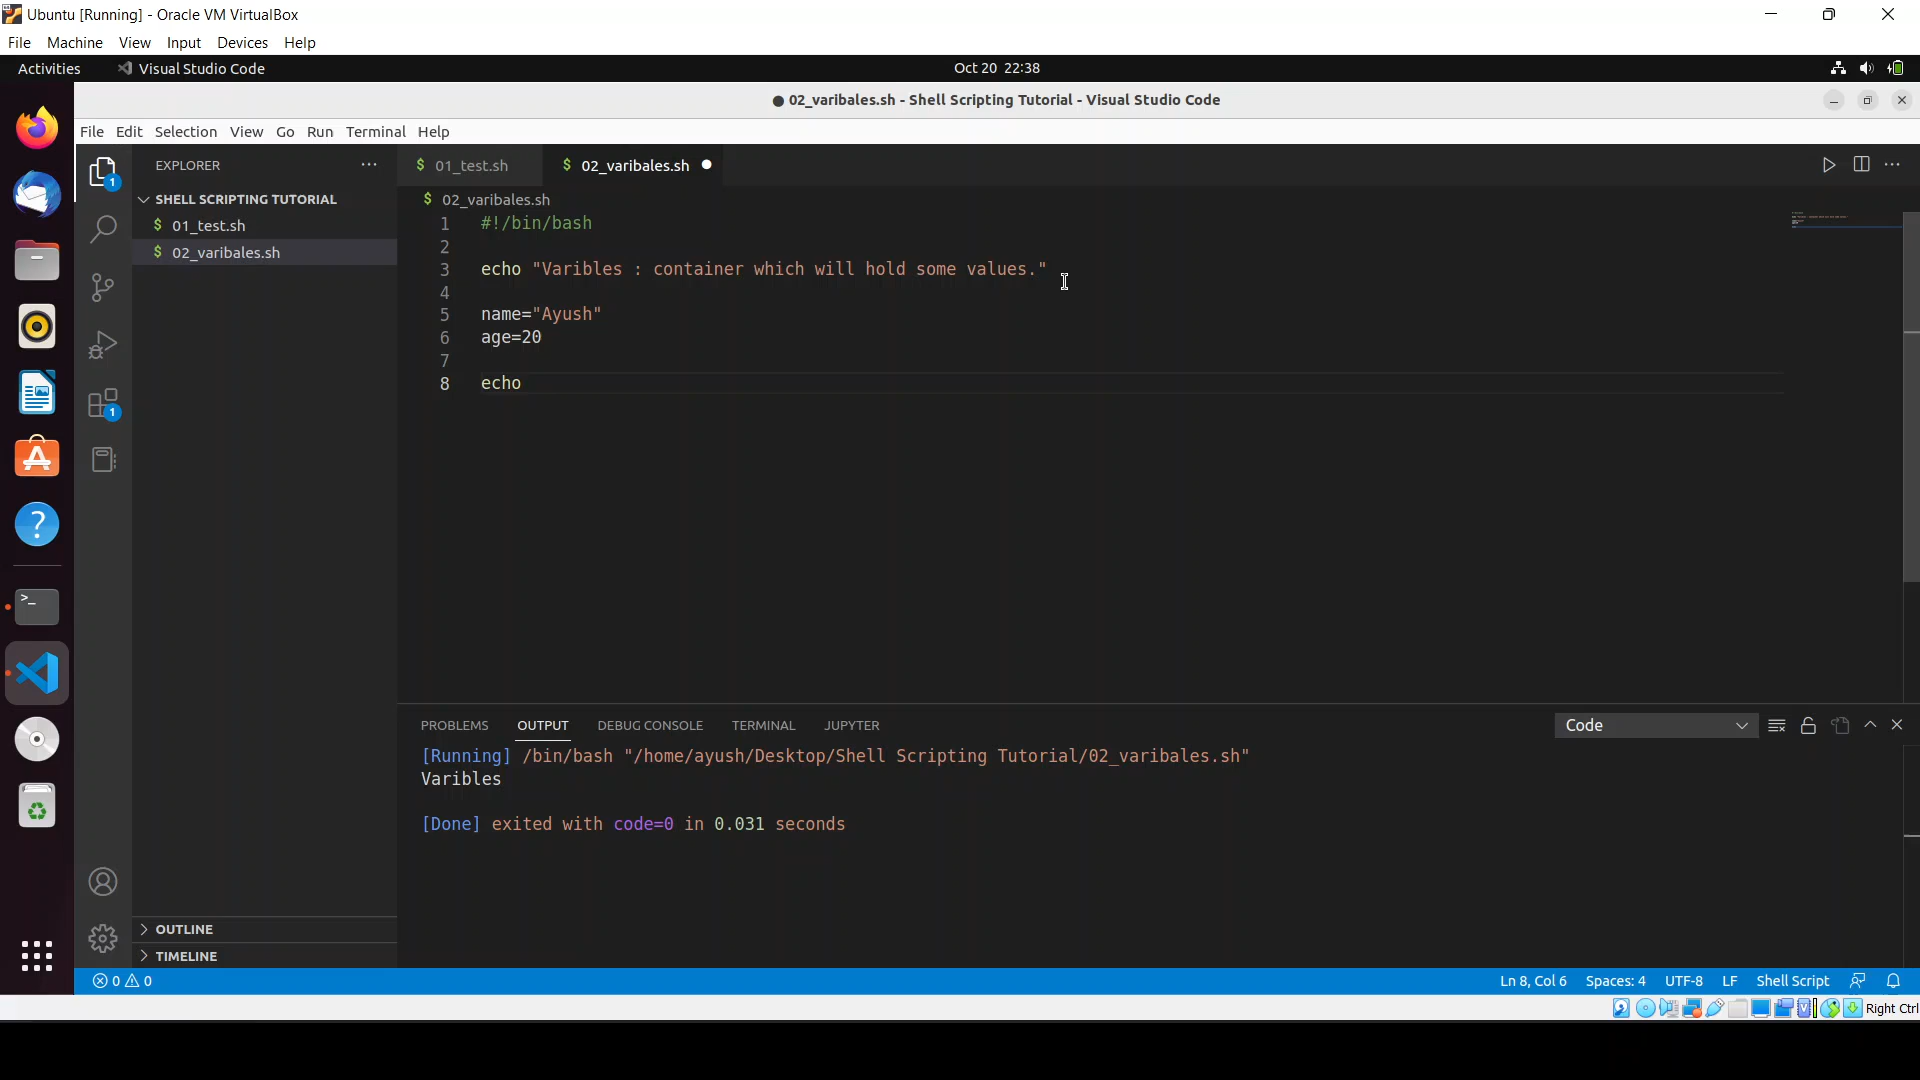 Ubuntu [Running] - Oracle VM VirtualBox
File Machine View Input Devices Help
Activities Visual Studio Code Oct 20 22:38
● 02_varibales.sh - Shell Scripting Tutorial - Visual Studio Code
File Edit Selection View Go Run Terminal Help
EXPLORER
SHELL SCRIPTING TUTORIAL
$ 01_test.sh
$ 02_varibales.sh
OUTLINE
TIMELINE
1
1
$ 01_test.sh $ 02_varibales.sh
$ 02_varibales.sh
1 #!/bin/bash
2
3 echo "Varibles : container which will hold some values."
4
5 name="Ayush"
6 age=20
7
8 echo
PROBLEMS OUTPUT DEBUG CONSOLE TERMINAL JUPYTER Code
[Running] /bin/bash "/home/ayush/Desktop/Shell Scripting Tutorial/02_varibales.sh"
Varibles
[Done] exited with code=0 in 0.031 seconds
0 0 Ln 8, Col 6 Spaces: 4 UTF-8 LF Shell Script
Right Ctrl